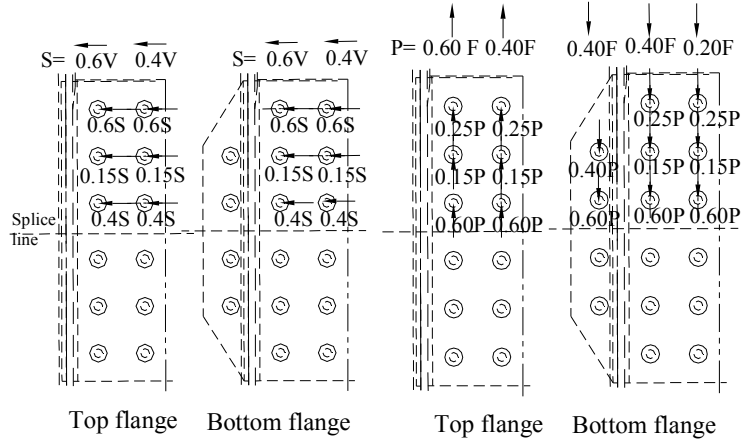 P= 0.60 F 0.40F 0.40F 0.40F 0.20F
S= 0.6V 0.4V S= 0.6V 0.4V
0.6S 0.6S 0.6S 0.6S 0.25P 0.25P 0.25P 0.25P
0.15S 0.15S 0.15S 0.15S 0.15P 0.15P 0.40P 0.15P 0.15P
0.4S 0.4S 0.4S 0.4S 0.60P 0.60P 0.60P 0.60P 0.60P
Splice
line
Top flange Bottom flange Top flange Bottom flange